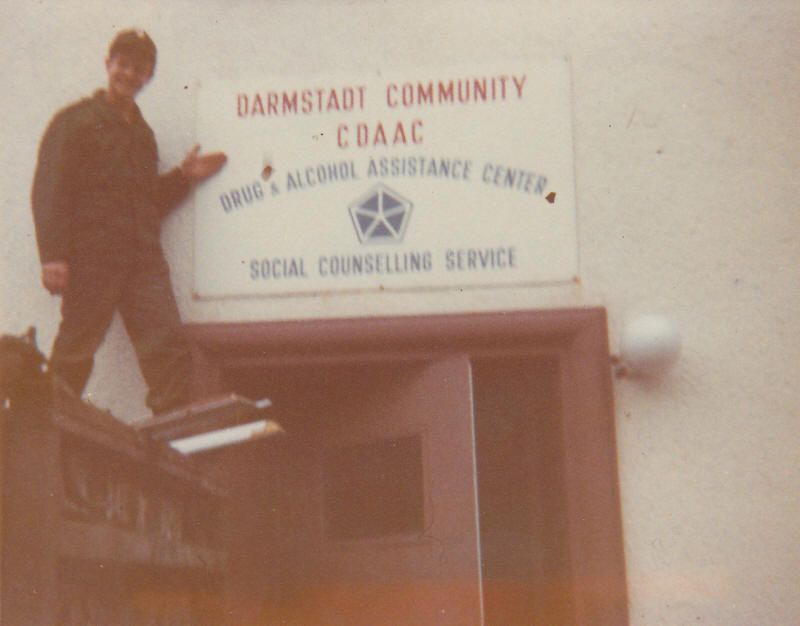 DARMSTADT COMMUNITY
CDAAC
DRUG & ALCOHOL ASSISTANCE CENTER
SOCIAL COUNSELLING SERVICE